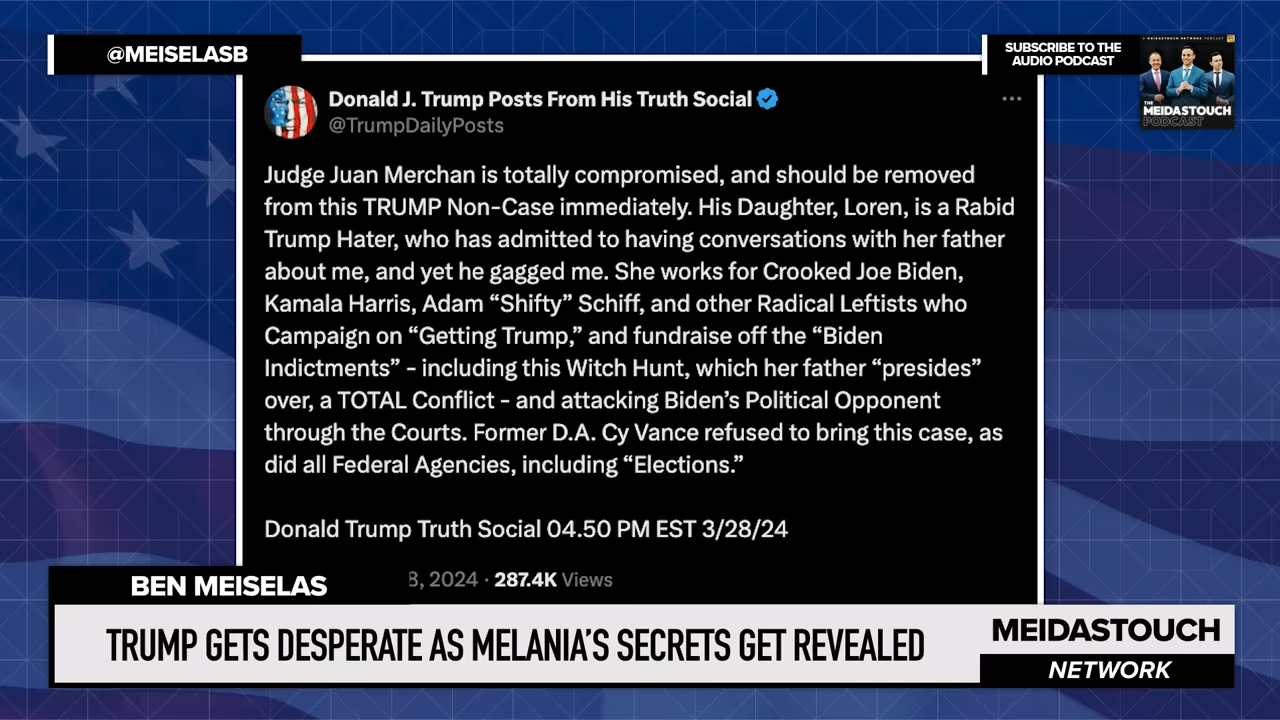 @MEISELASB
SUBSCRIBE TO THE
AUDIO PODCAST
A MEIDASTOUCH NETWORK PODCAST
THE
MEIDASTOUCH
PODCAST
Donald J. Trump Posts From His Truth Social
@TrumpDailyPosts
Judge Juan Merchan is totally compromised, and should be removed
from this TRUMP Non-Case immediately. His Daughter, Loren, is a Rabid
Trump Hater, who has admitted to having conversations with her father
about me, and yet he gagged me. She works for Crooked Joe Biden,
Kamala Harris, Adam “Shifty” Schiff, and other Radical Leftists who
Campaign on “Getting Trump,” and fundraise off the “Biden
Indictments” - including this Witch Hunt, which her father “presides”
over, a TOTAL Conflict - and attacking Biden’s Political Opponent
through the Courts. Former D.A. Cy Vance refused to bring this case, as
did all Federal Agencies, including “Elections.”
Donald Trump Truth Social 04.50 PM EST 3/28/24
8, 2024 · 287.4K Views
BEN MEISELAS
TRUMP GETS DESPERATE AS MELANIA’S SECRETS GET REVEALED
MEIDASTOUCH
NETWORK